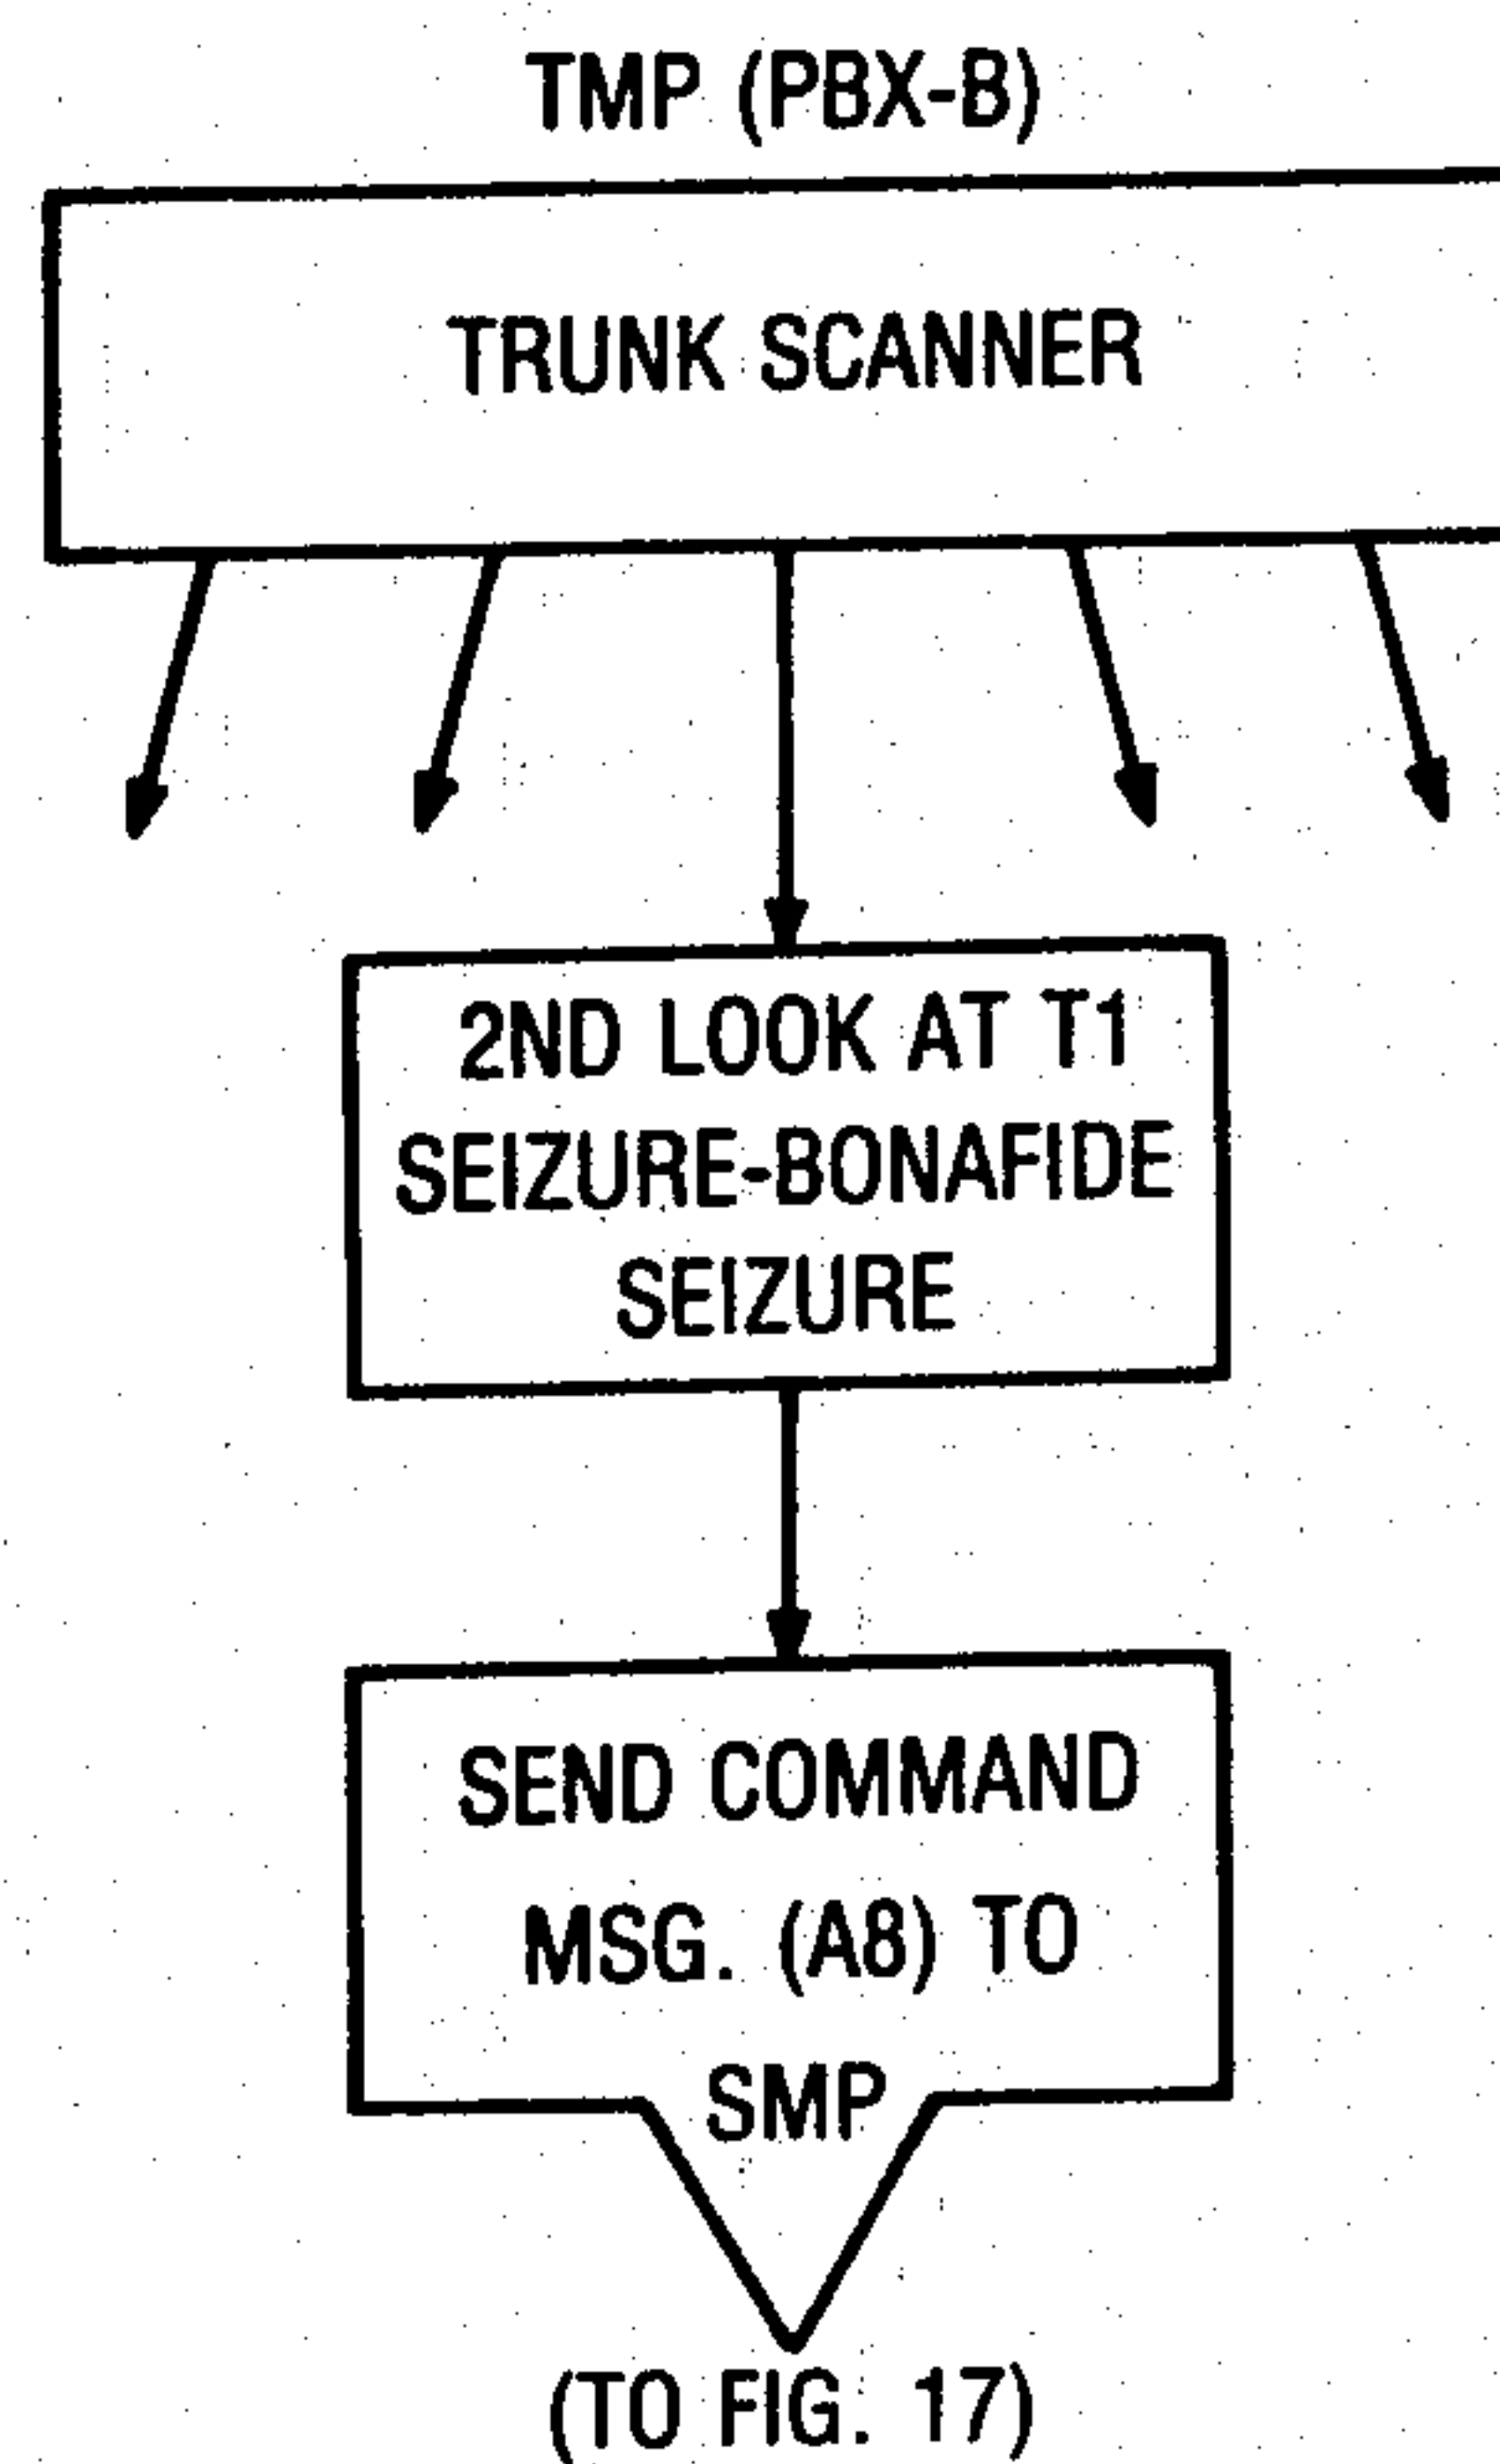 TMP (PBX-B)
TRUNK SCANNER
2ND LOOK AT T1
SEIZURE-BONAFIDE
SEIZURE
SEND COMMAND
MSG. (A8) TO
SMP
(TO FIG. 17)